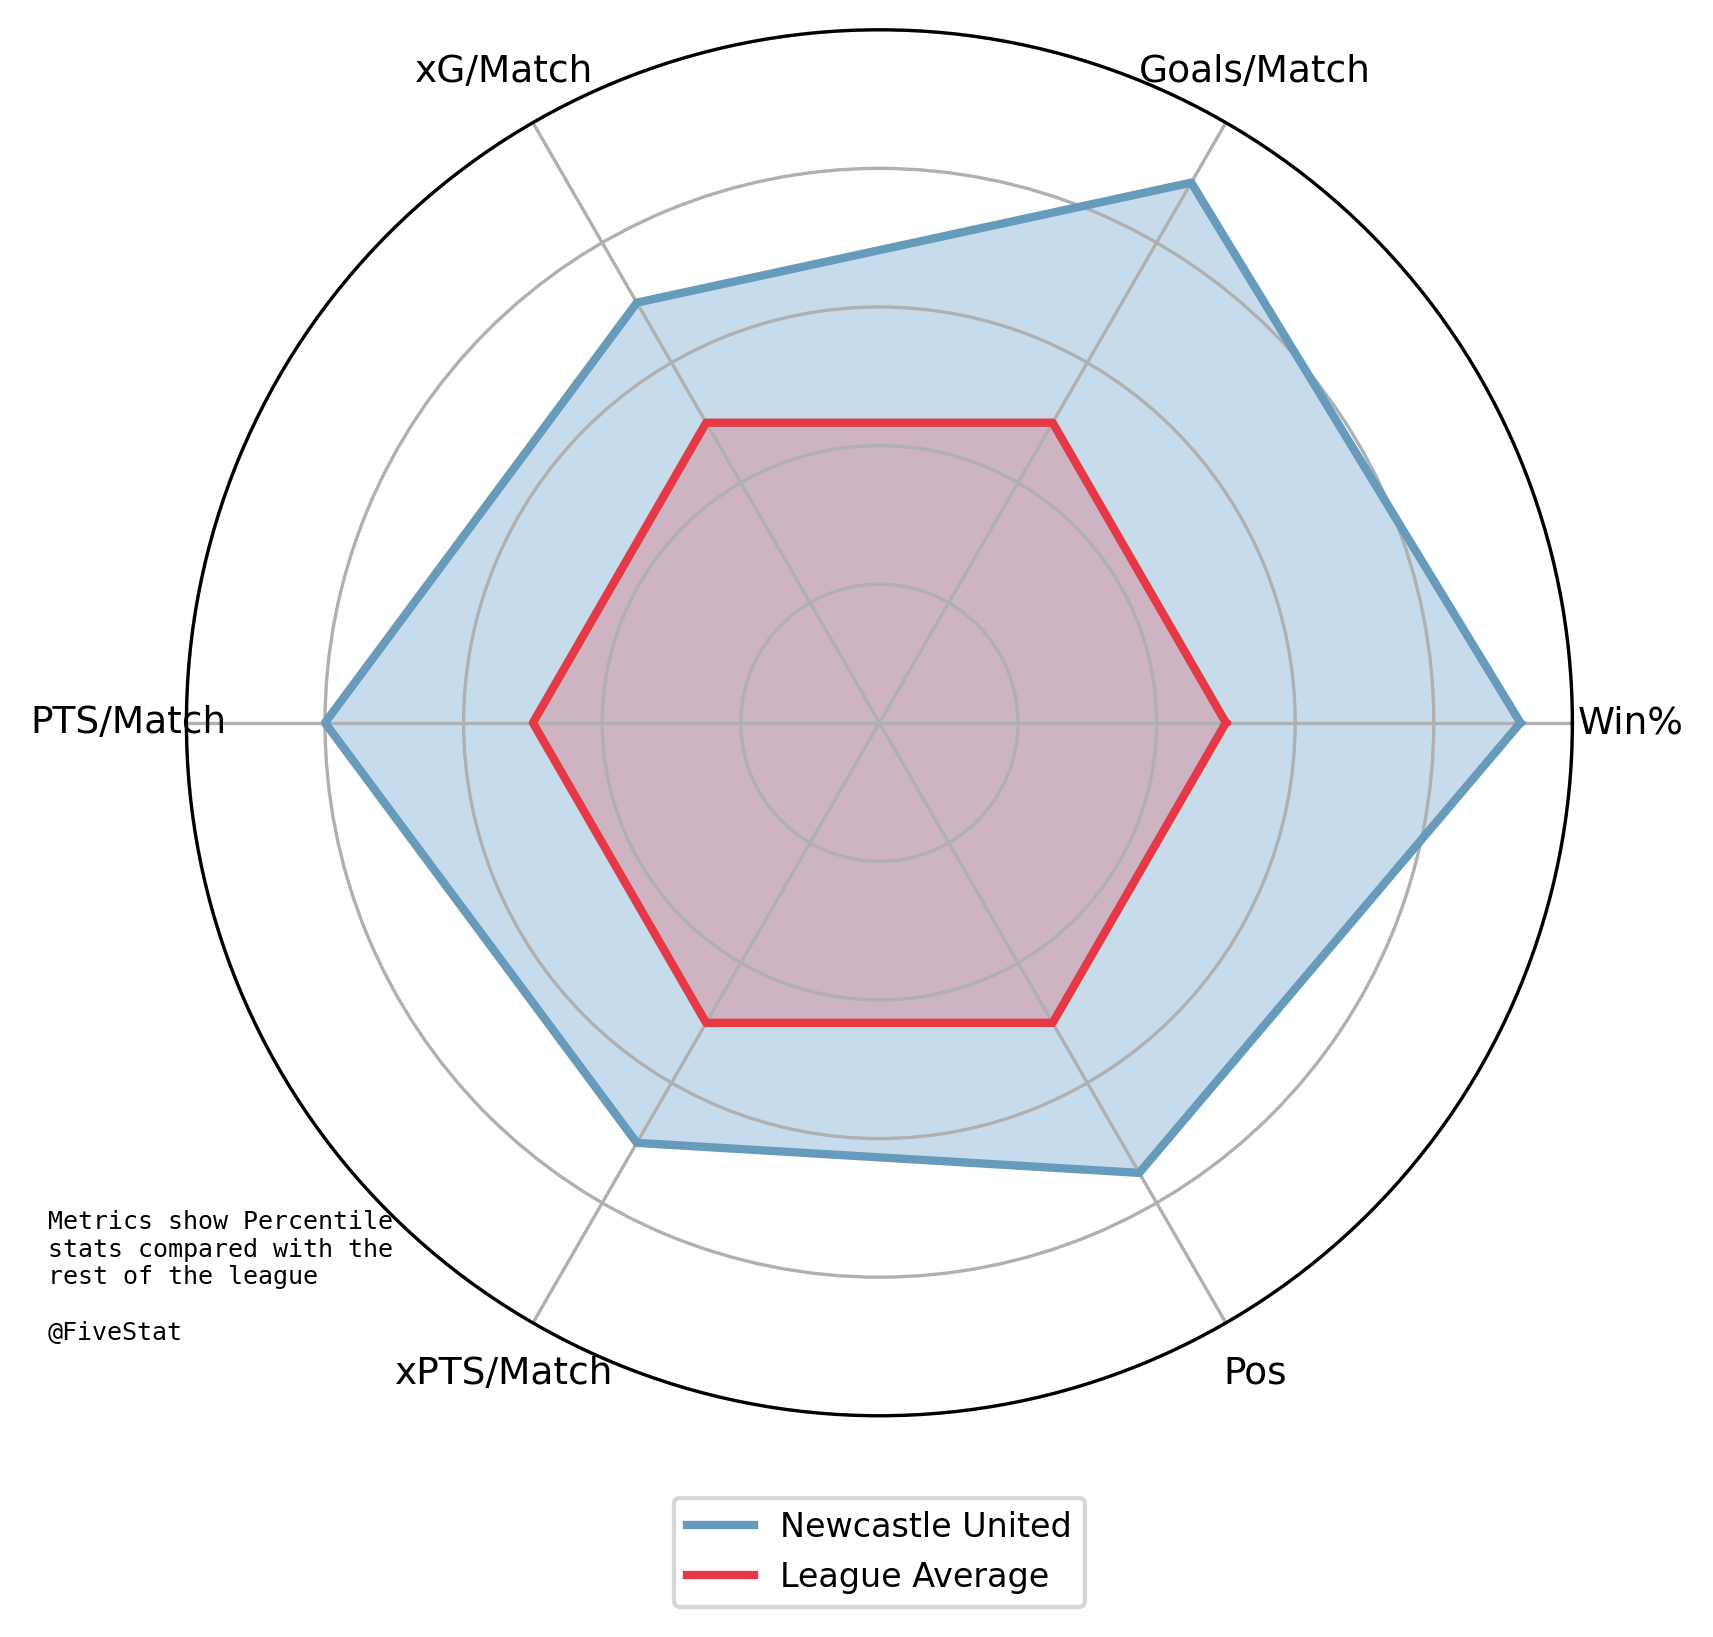 xG/Match
Goals/Match
PTS/Match
Win%
Metrics show Percentile
stats compared with the
rest of the league
@FiveStat
xPTS/Match
Pos
Newcastle United
League Average